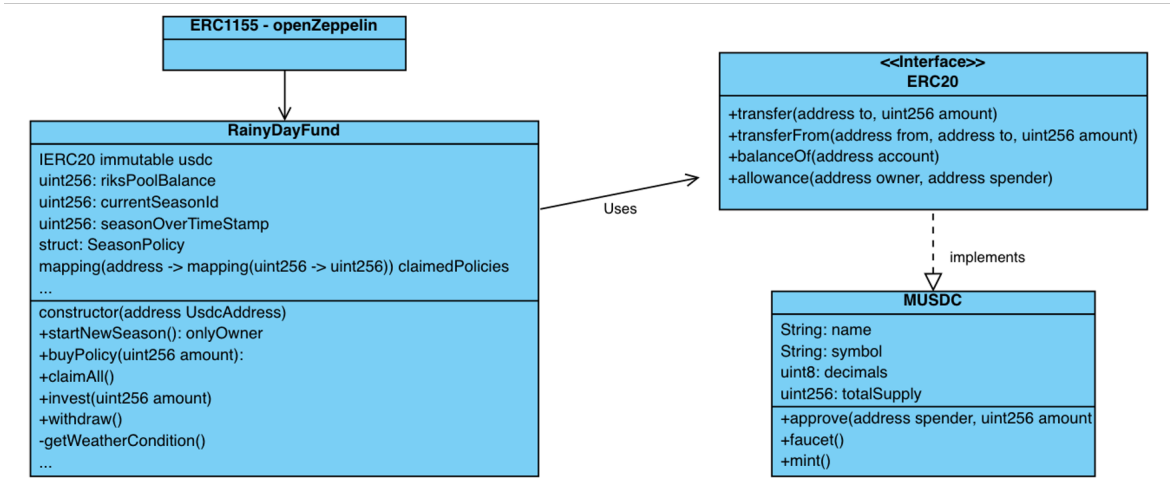 ERC1155 - openZeppelin
RainyDayFund
IERC20 immutable usdc
uint256: riksPoolBalance
uint256: currentSeasonId
uint256: seasonOverTimeStamp
struct: SeasonPolicy
mapping(address -> mapping(uint256 -> uint256)) claimedPolicies
...
constructor(address UsdcAddress)
+startNewSeason(): onlyOwner
+buyPolicy(uint256 amount):
+claimAll()
+invest(uint256 amount)
+withdraw()
-getWeatherCondition()
...
Uses
<<Interface>>
ERC20
+transfer(address to, uint256 amount)
+transferFrom(address from, address to, uint256 amount)
+balanceOf(address account)
+allowance(address owner, address spender)
implements
MUSDC
String: name
String: symbol
uint8: decimals
uint256: totalSupply
+approve(address spender, uint256 amount
+faucet()
+mint()